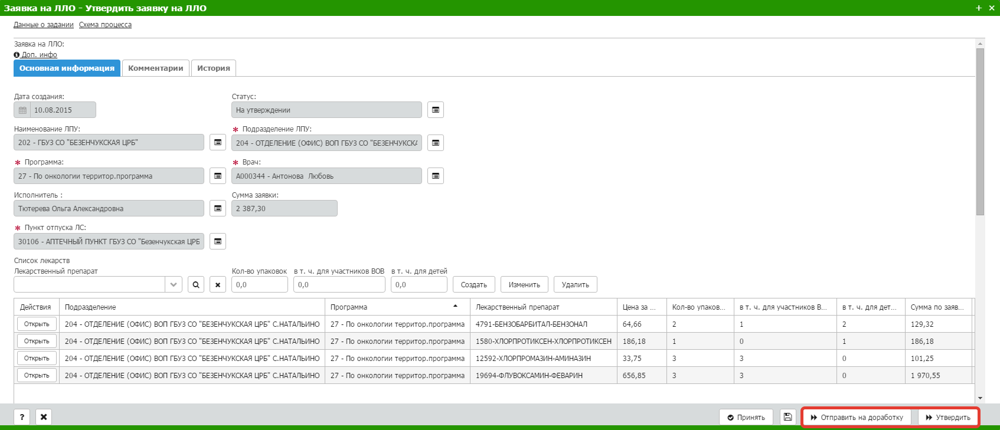 Заявка на ЛЛО - Утвердить заявку на ЛЛО
Данные о задании Схема процесса
Заявка на ЛЛО:
Доп. инфо
Основная информация Комментарии История
Дата создания: Статус:
10.08.2015 На утверждении
Наименование ЛПУ: * Подразделение ЛПУ:
202 - ГБУЗ СО "БЕЗЕНЧУКСКАЯ ЦРБ" 204 - ОТДЕЛЕНИЕ (ОФИС) ВОП ГБУЗ СО "БЕЗЕНЧУКСКА
* Программа: * Врач:
27 - По онкологии территор.программа А000344 - Антонова Любовь
Исполнитель : Сумма заявки:
Тютерева Ольга Александровна 2 387,30
* Пункт отпуска ЛС:
30106 - АПТЕЧНЫЙ ПУНКТ ГБУЗ СО "Безенчукская ЦРБ
Список лекарств
Лекарственный препарат Кол-во упаковок в т. ч. для участников ВОВ в т. ч. для детей
0,0 0,0 0,0 Создать Изменить Удалить
Действия Подразделение Программа Лекарственный препарат Цена за ... Кол-во упаков... в т. ч. для участников В... в т. ч. для дет... Сумма по заяв...
Открыть 204 - ОТДЕЛЕНИЕ (ОФИС) ВОП ГБУЗ СО "БЕЗЕНЧУКСКАЯ ЦРБ" С.НАТАЛЬИНО 27 - По онкологии территор.программа 4791-БЕНЗОБАРБИТАЛ-БЕНЗОНАЛ 64,66 2 1 2 129,32
Открыть 204 - ОТДЕЛЕНИЕ (ОФИС) ВОП ГБУЗ СО "БЕЗЕНЧУКСКАЯ ЦРБ" С.НАТАЛЬИНО 27 - По онкологии территор.программа 1580-ХЛОРПРОТИКСЕН-ХЛОРПРОТИКСЕН 186,18 1 0 1 186,18
Открыть 204 - ОТДЕЛЕНИЕ (ОФИС) ВОП ГБУЗ СО "БЕЗЕНЧУКСКАЯ ЦРБ" С.НАТАЛЬИНО 27 - По онкологии территор.программа 12592-ХЛОРПРОМАЗИН-АМИНАЗИН 33,75 3 3 0 101,25
Открыть 204 - ОТДЕЛЕНИЕ (ОФИС) ВОП ГБУЗ СО "БЕЗЕНЧУКСКАЯ ЦРБ" С.НАТАЛЬИНО 27 - По онкологии территор.программа 19694-ФЛУВОКСАМИН-ФЕВАРИН 656,85 3 3 0 1 970,55
? Принять Отправить на доработку Утвердить